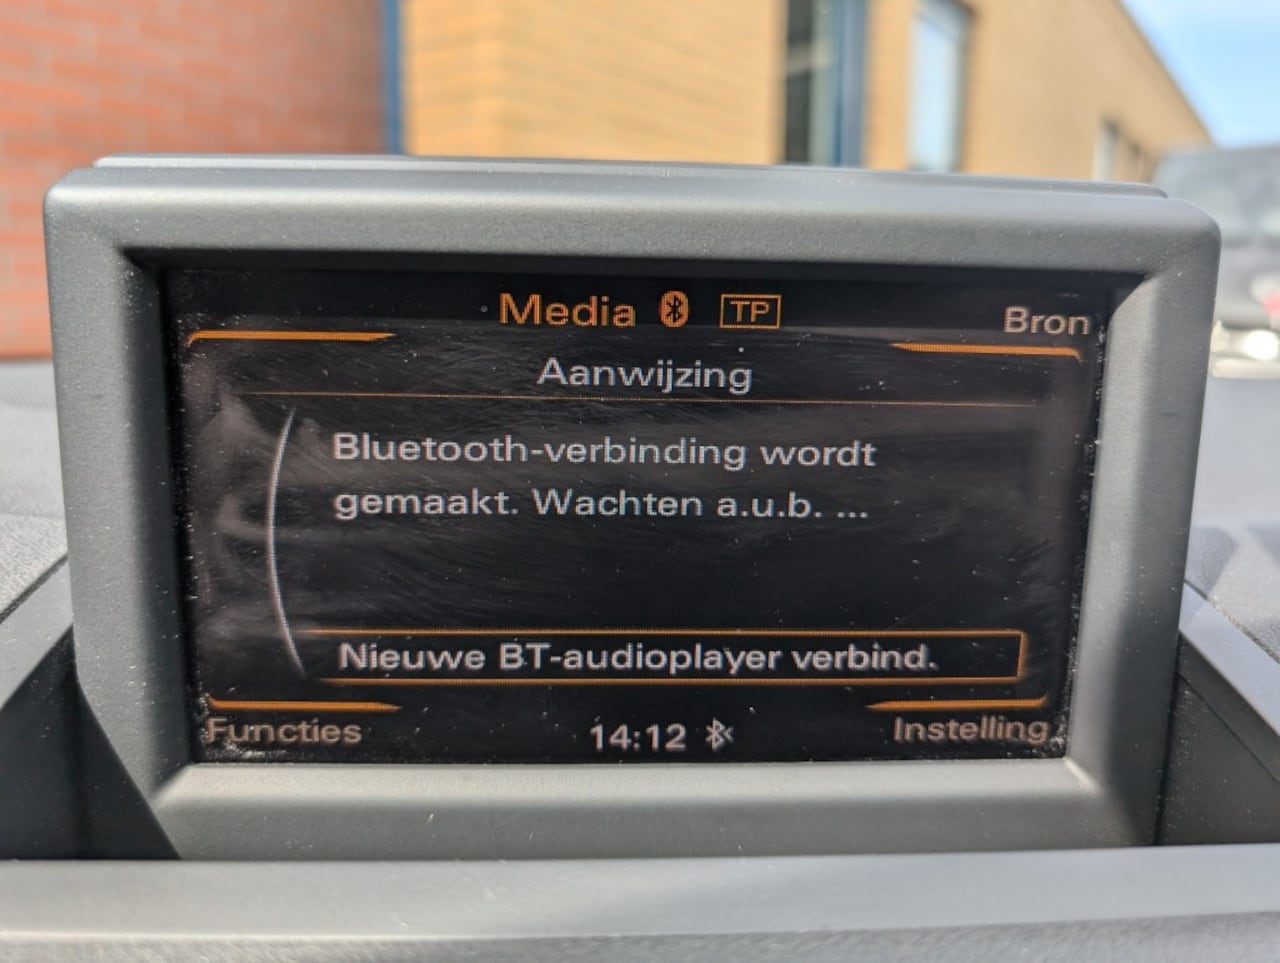 Media TP
Bron
Aanwijzing
Bluetooth-verbinding wordt
gemaakt. Wachten a.u.b. ...
Nieuwe BT-audioplayer verbind.
Functies
14:12
Instelling.